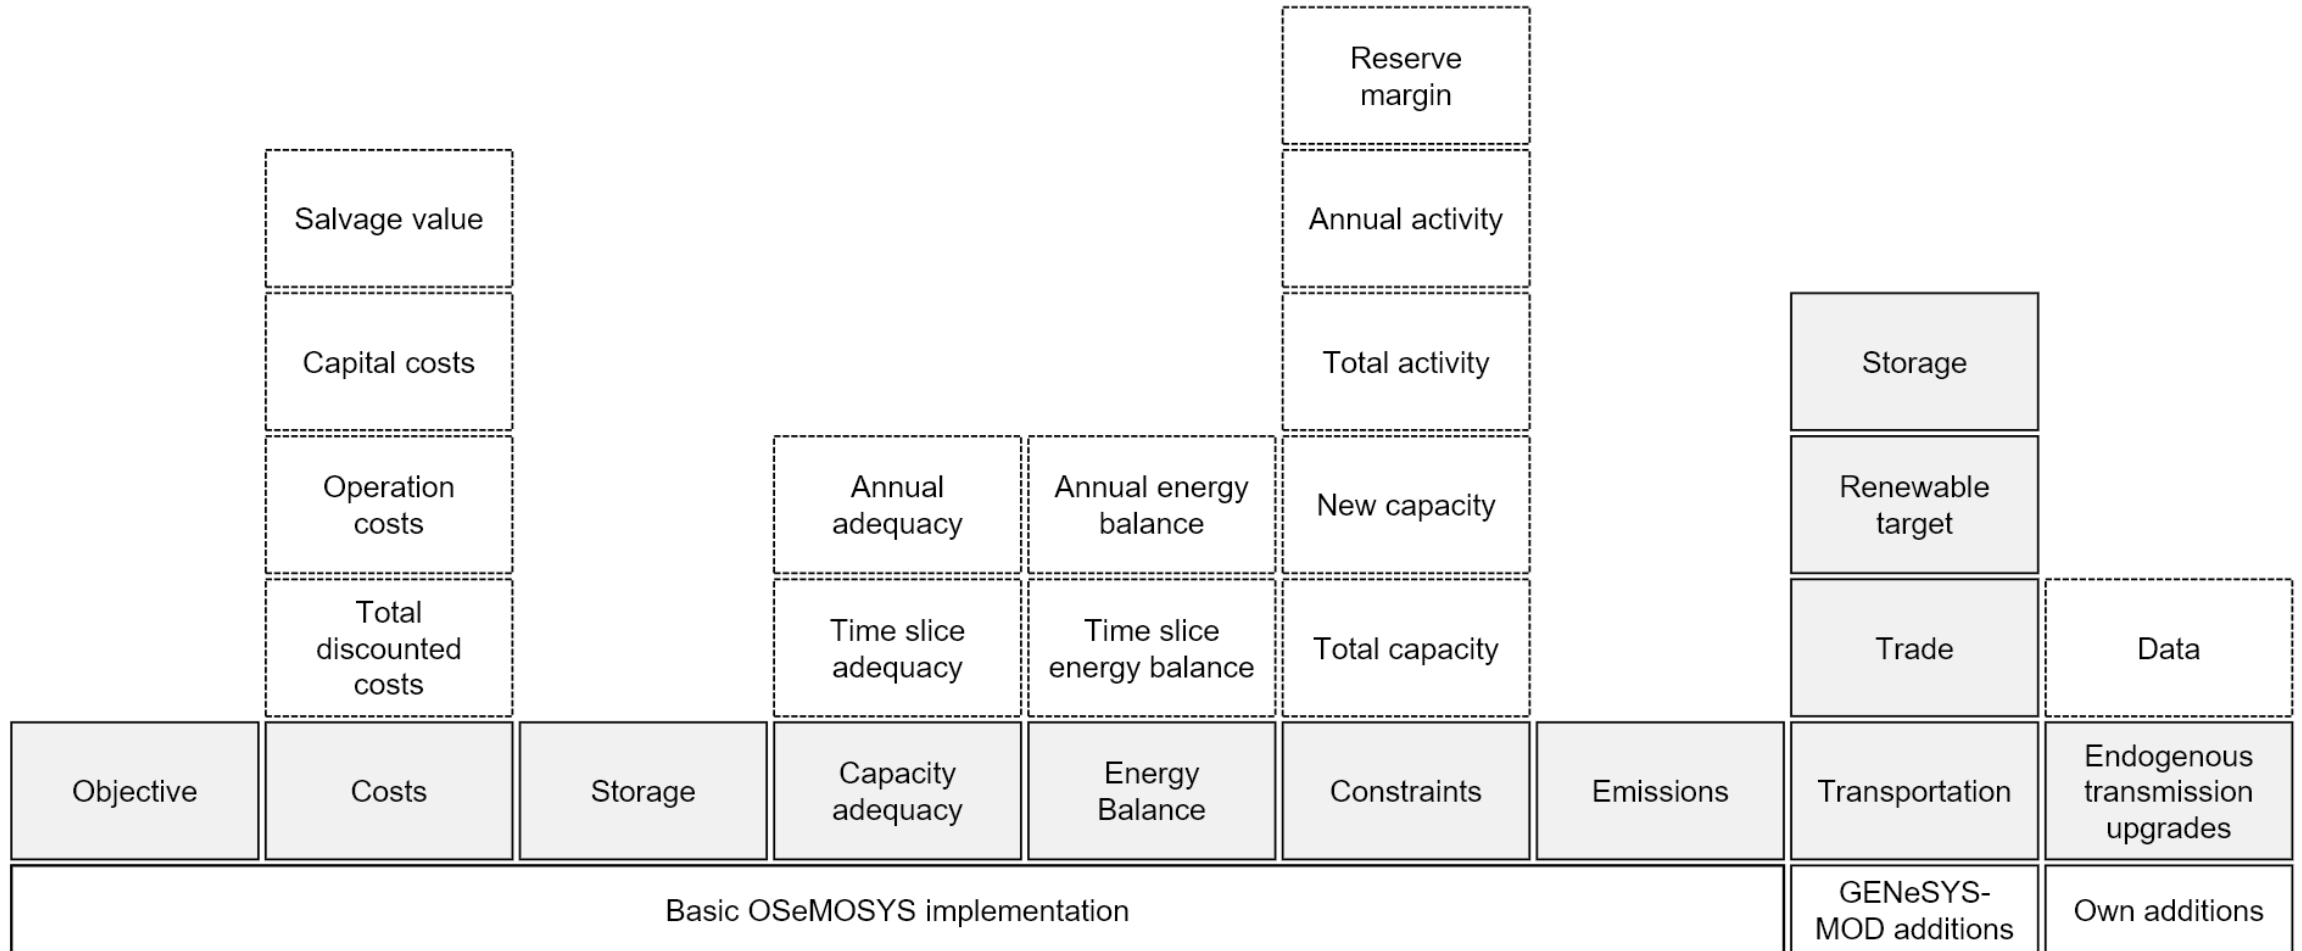 Reserve
margin
Salvage value
Annual activity
Capital costs
Total activity
Storage
Operation
costs
Annual
adequacy
Annual energy
balance
New capacity
Renewable
target
Total
discounted
costs
Time slice
adequacy
Time slice
energy balance
Total capacity
Trade
Data
Objective
Costs
Storage
Capacity
adequacy
Energy
Balance
Constraints
Emissions
Transportation
Endogenous
transmission
upgrades
Basic OSeMOSYS implementation
GENeSYS-
MOD additions
Own additions